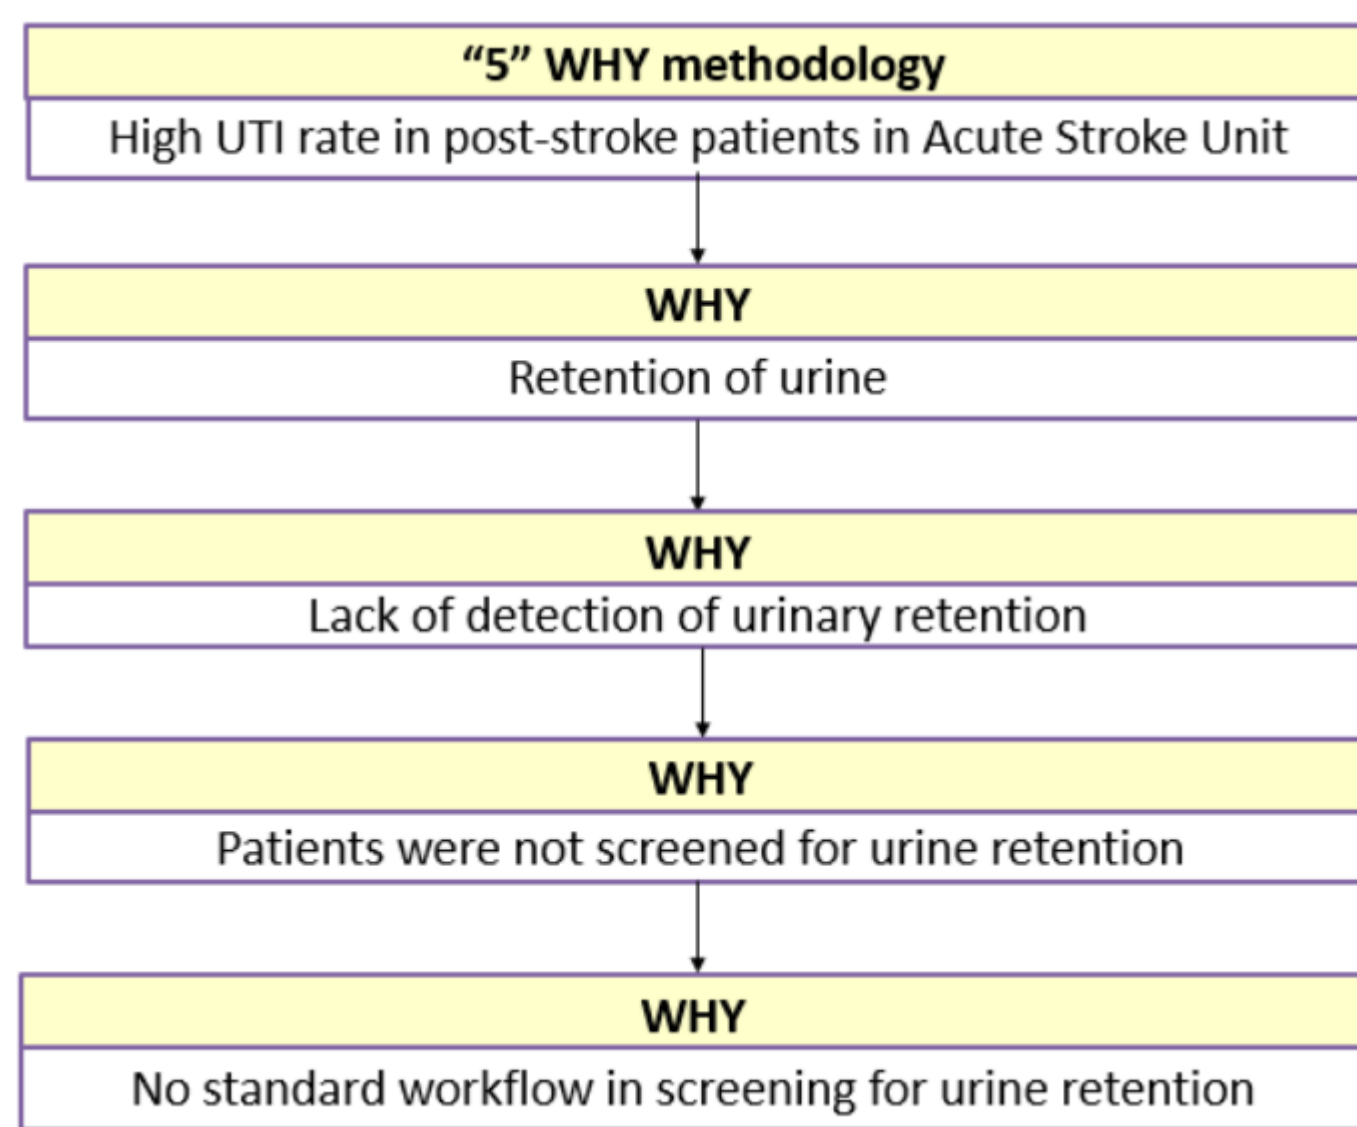 “5” WHY methodology
High UTI rate in post-stroke patients in Acute Stroke Unit
WHY
Retention of urine
WHY
Lack of detection of urinary retention
WHY
Patients were not screened for urine retention
WHY
No standard workflow in screening for urine retention